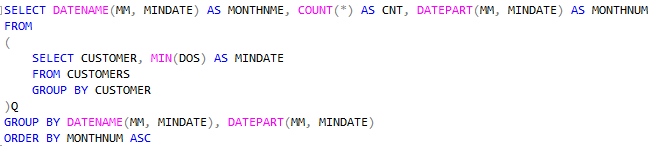 SELECT DATENAME(MM, MINDATE) AS MONTHNME, COUNT(*) AS CNT, DATEPART(MM, MINDATE) AS MONTHNUM
FROM
(
SELECT CUSTOMER, MIN(DOS) AS MINDATE
FROM CUSTOMERS
GROUP BY CUSTOMER
)Q
GROUP BY DATENAME(MM, MINDATE), DATEPART(MM, MINDATE)
ORDER BY MONTHNUM ASC